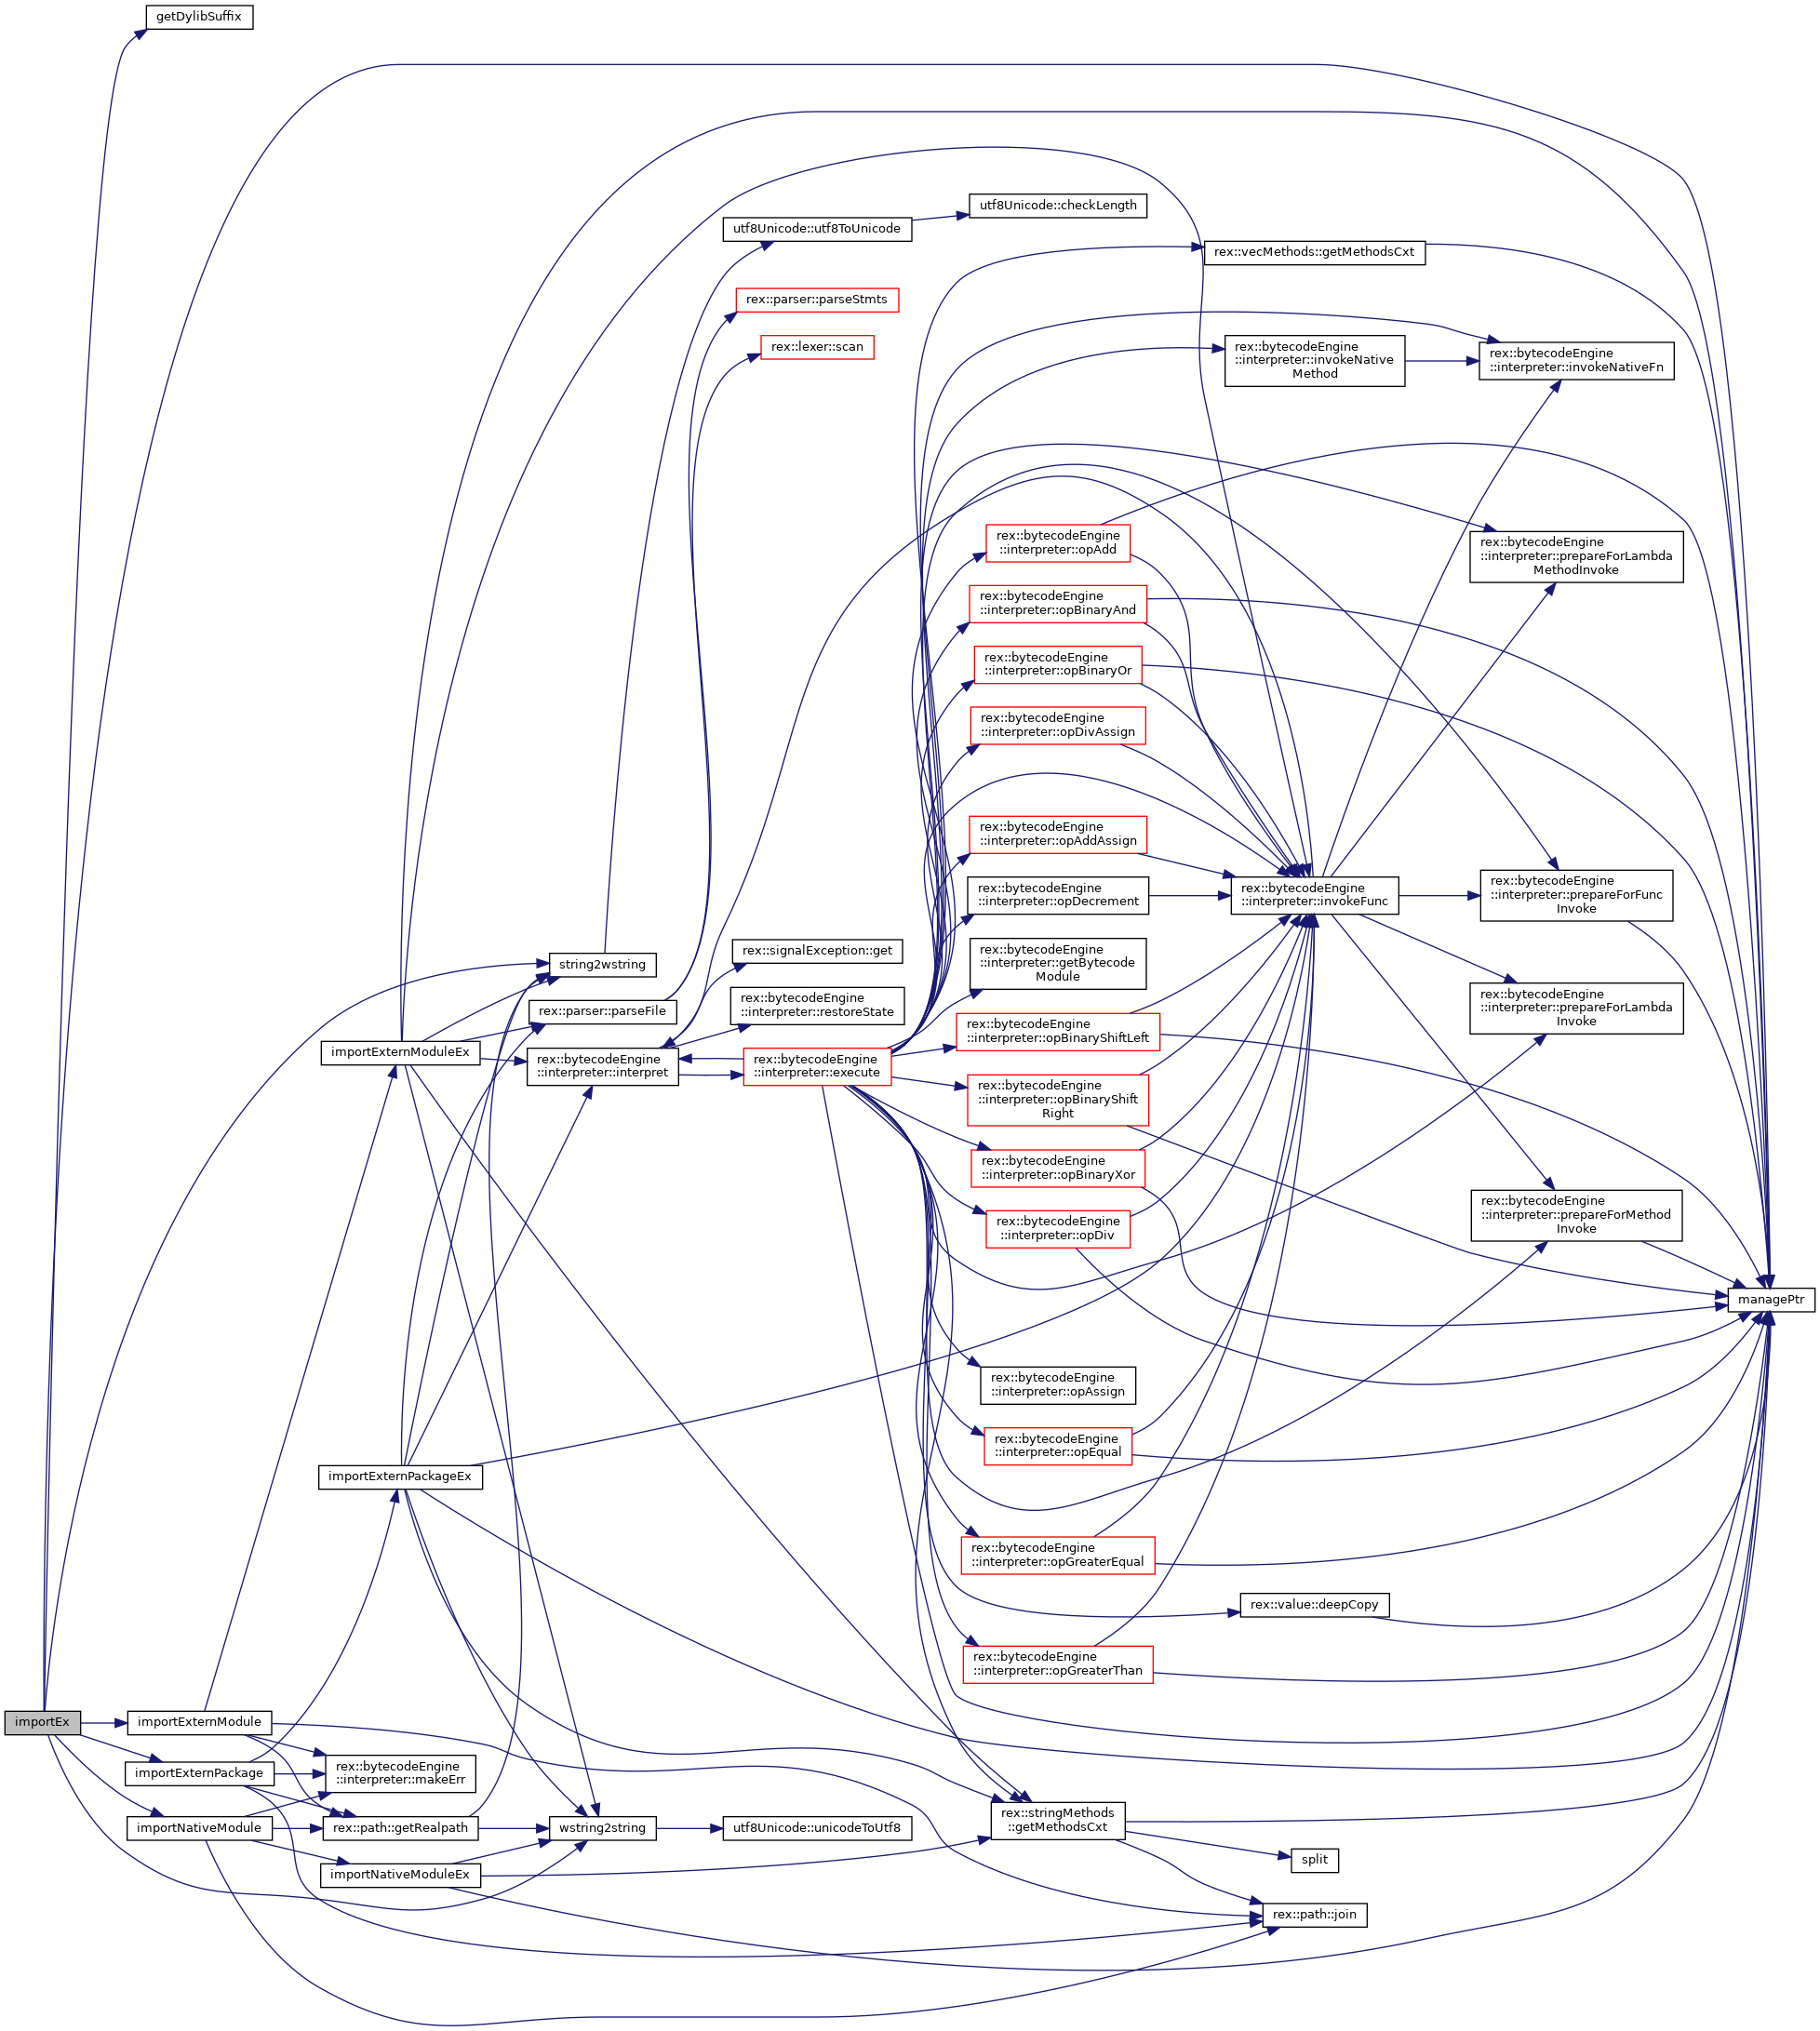 getDylibSuffix
utf8Unicode::checkLength
utf8Unicode::utf8ToUnicode
rex::vecMethods::getMethodsCxt
rex::parser::parseStmts
rex::lexer::scan
rex::bytecodeEngine
::interpreter::invokeNative
Method
rex::bytecodeEngine
::interpreter::invokeNativeFn
rex::bytecodeEngine
::interpreter::opAdd
rex::bytecodeEngine
::interpreter::prepareForLambda
MethodInvoke
rex::bytecodeEngine
::interpreter::opBinaryAnd
rex::bytecodeEngine
::interpreter::opBinaryOr
rex::bytecodeEngine
::interpreter::opDivAssign
rex::bytecodeEngine
::interpreter::opAddAssign
rex::bytecodeEngine
::interpreter::opDecrement
rex::bytecodeEngine
::interpreter::invokeFunc
rex::bytecodeEngine
::interpreter::prepareForFunc
Invoke
rex::signalException::get
string2wstring
rex::bytecodeEngine
::interpreter::getBytecode
Module
rex::bytecodeEngine
::interpreter::restoreState
rex::parser::parseFile
rex::bytecodeEngine
::interpreter::prepareForLambda
Invoke
importExternModuleEx
rex::bytecodeEngine
::interpreter::interpret
rex::bytecodeEngine
::interpreter::execute
rex::bytecodeEngine
::interpreter::opBinaryShiftLeft
rex::bytecodeEngine
::interpreter::opBinaryShift
Right
rex::bytecodeEngine
::interpreter::opBinaryXor
rex::bytecodeEngine
::interpreter::opDiv
rex::bytecodeEngine
::interpreter::prepareForMethod
Invoke
managePtr
rex::bytecodeEngine
::interpreter::opAssign
rex::bytecodeEngine
::interpreter::opEqual
importExternPackageEx
rex::bytecodeEngine
::interpreter::opGreaterEqual
rex::value::deepCopy
rex::bytecodeEngine
::interpreter::opGreaterThan
importEx
importExternModule
importExternPackage
rex::bytecodeEngine
::interpreter::makeErr
importNativeModule
rex::path::getRealpath
wstring2string
utf8Unicode::unicodeToUtf8
rex::stringMethods
::getMethodsCxt
split
importNativeModuleEx
rex::path::join